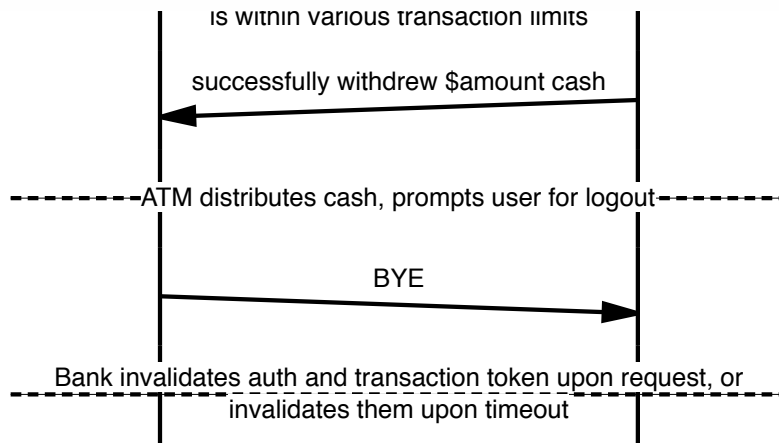 is within various transaction limits
successfully withdrew $amount cash
ATM distributes cash, prompts user for logout
BYE
Bank invalidates auth and transaction token upon request, or
invalidates them upon timeout